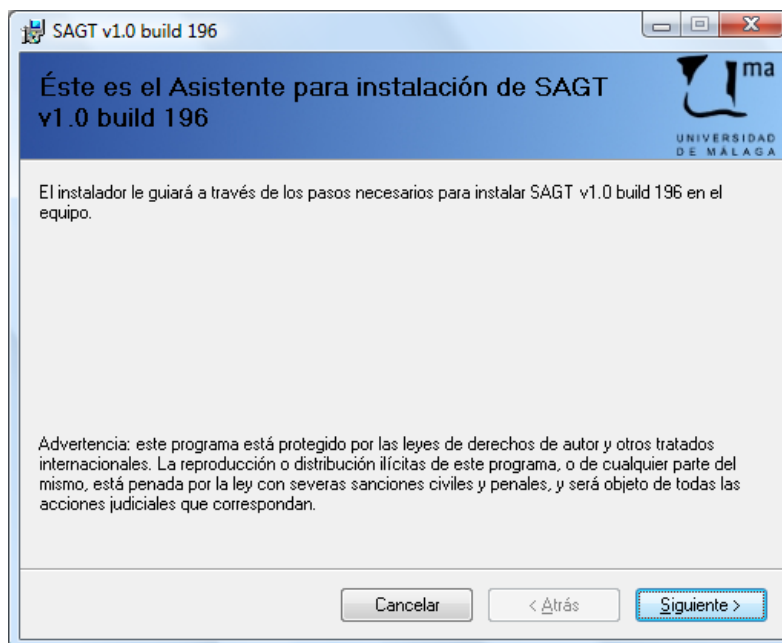 SAGT v1.0 build 196
Éste es el Asistente para instalación de SAGT
v1.0 build 196
uma
UNIVERSIDAD
DE MÁLAGA
El instalador le guiará a través de los pasos necesarios para instalar SAGT v1.0 build 196 en el
equipo.
Advertencia: este programa está protegido por las leyes de derechos de autor y otros tratados
internacionales. La reproducción o distribución ilícitas de este programa, o de cualquier parte del
mismo, está penada por la ley con severas sanciones civiles y penales, y será objeto de todas las
acciones judiciales que correspondan.
Cancelar
< Atrás
Siguiente >